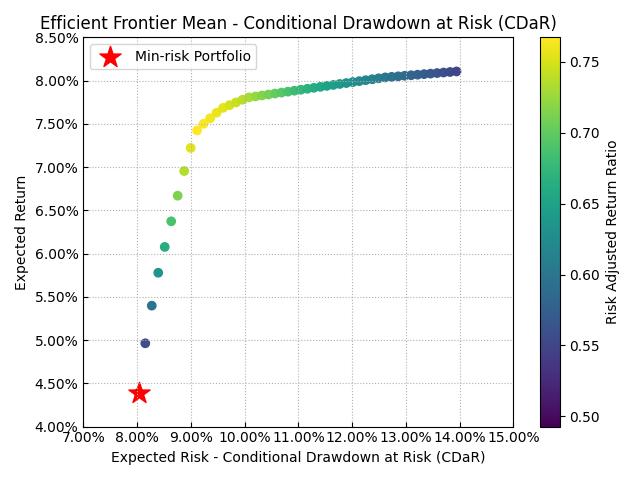 Efficient Frontier Mean - Conditional Drawdown at Risk (CDaR)
Min-risk Portfolio
8.50%
8.00%
7.50%
7.00%
6.50%
6.00%
5.50%
5.00%
4.50%
4.00%
Expected Return
7.00% 8.00% 9.00% 10.00% 11.00% 12.00% 13.00% 14.00% 15.00%
Expected Risk - Conditional Drawdown at Risk (CDaR)
0.75
0.70
0.65
0.60
0.55
0.50
Risk Adjusted Return Ratio